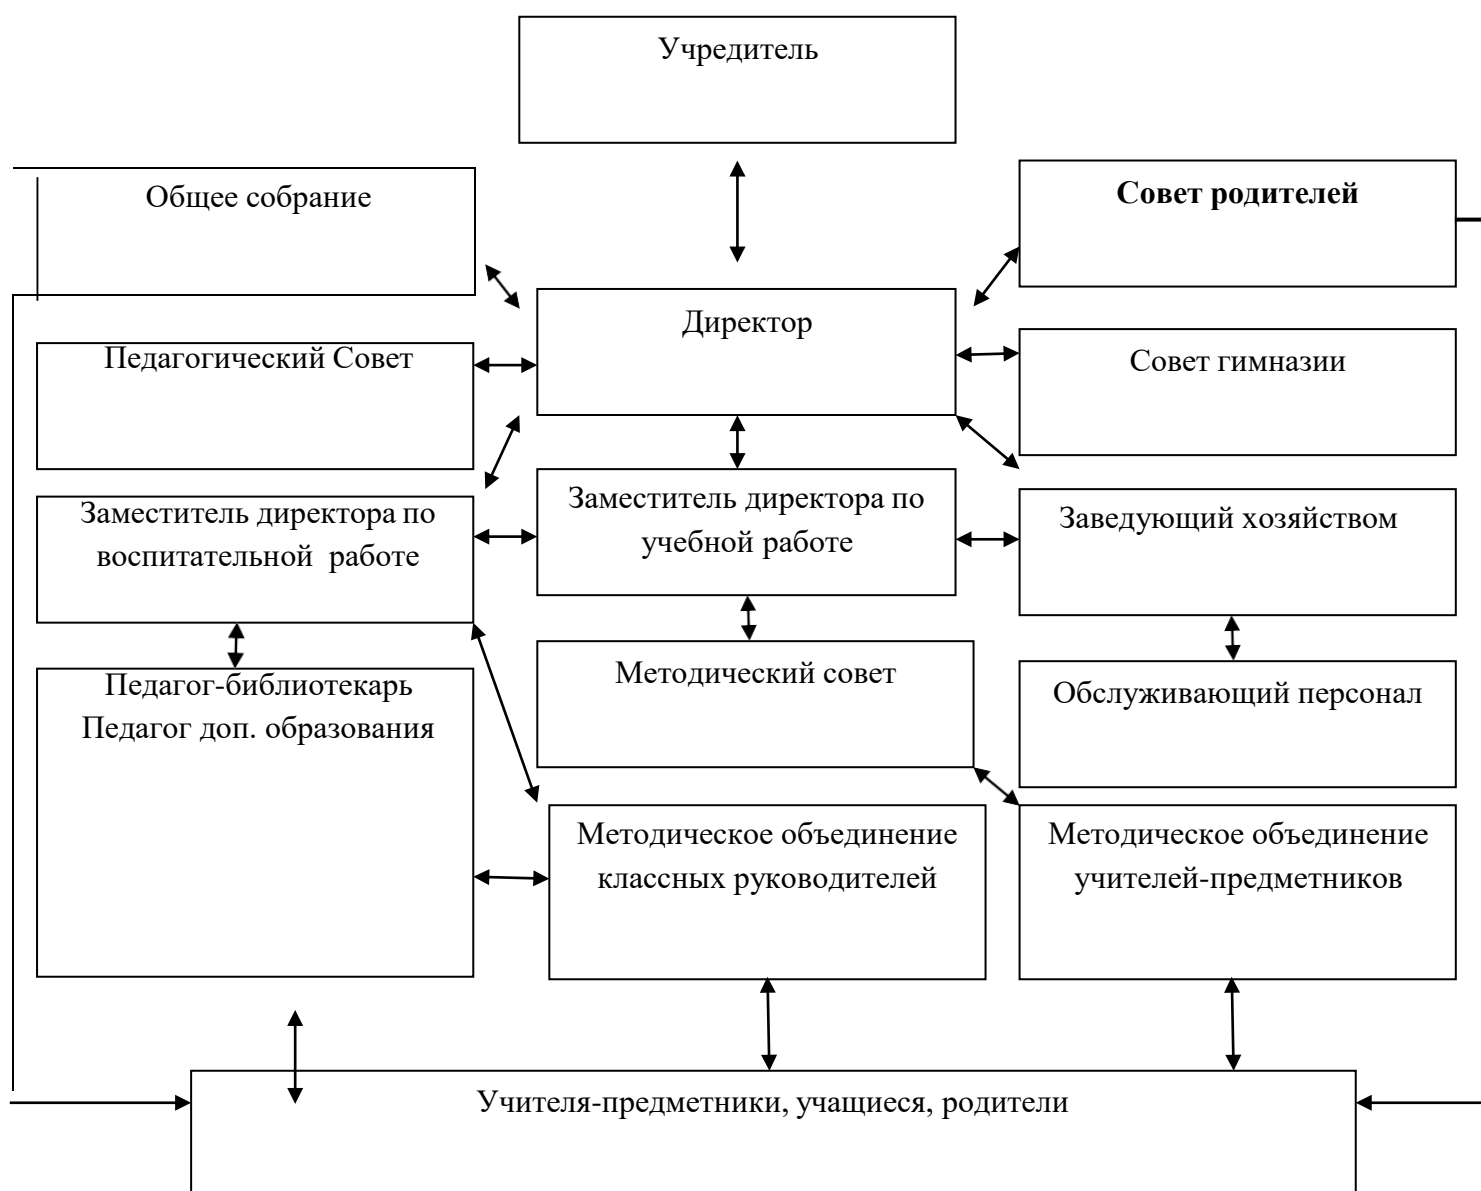 Учредитель
Общее собрание
Совет родителей
Директор
Педагогический Совет
Совет гимназии
Заместитель директора по
воспитательной  работе
Заместитель директора по
учебной работе
Заведующий хозяйством
Педагог-библиотекарь
Педагог доп. образования
Методический совет
Обслуживающий персонал
Методическое объединение
классных руководителей
Методическое объединение
учителей-предметников
Учителя-предметники, учащиеся, родители